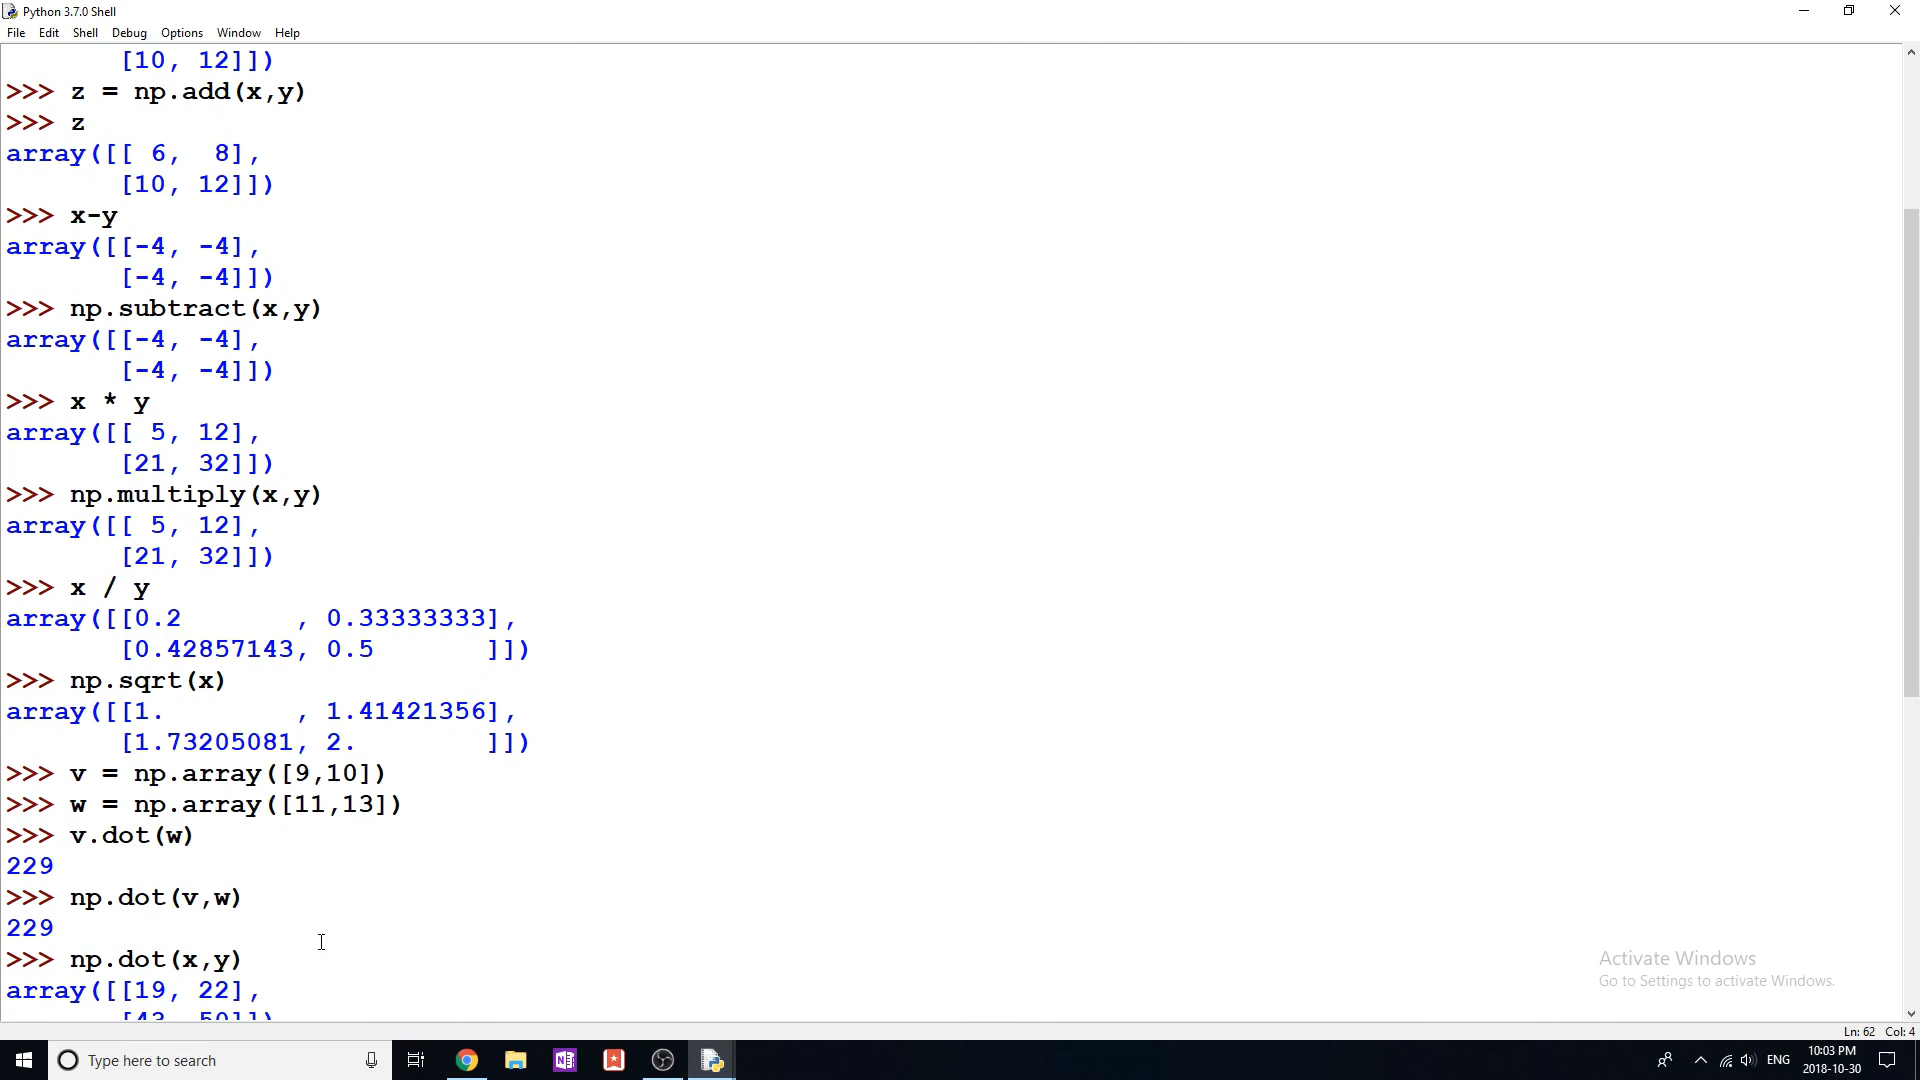 Python 3.7.0 Shell
File Edit Shell Debug Options Window Help
[10, 12]])
>>> z = np.add(x,y)
>>> z
array([[ 6,  8],
       [10, 12]])
>>> x-y
array([[-4, -4],
       [-4, -4]])
>>> np.subtract(x,y)
array([[-4, -4],
       [-4, -4]])
>>> x * y
array([[ 5, 12],
       [21, 32]])
>>> np.multiply(x,y)
array([[ 5, 12],
       [21, 32]])
>>> x / y
array([[0.2       , 0.33333333],
       [0.42857143, 0.5       ]])
>>> np.sqrt(x)
array([[1.        , 1.41421356],
       [1.73205081, 2.        ]])
>>> v = np.array([9,10])
>>> w = np.array([11,13])
>>> v.dot(w)
229
>>> np.dot(v,w)
229
>>> np.dot(x,y)
array([[19, 22],
       [43, 50]])
Activate Windows
Go to Settings to activate Windows.
Ln: 62 Col: 4
Type here to search
ENG
10:03 PM
2018-10-30